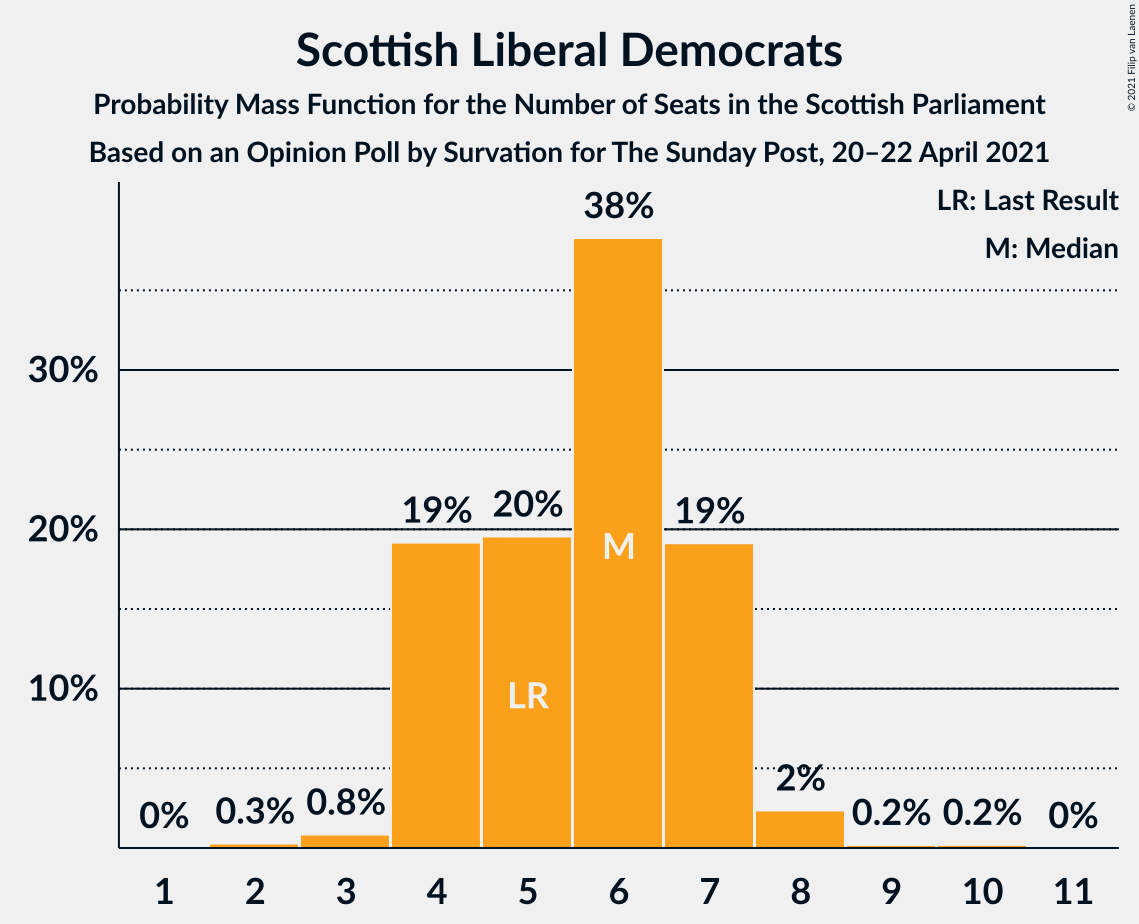 Scottish Liberal Democrats
Probability Mass Function for the Number of Seats in the Scottish Parliament
Based on an Opinion Poll by Survation for The Sunday Post, 20–22 April 2021
© 2021 Filip van Laenen
LR: Last Result
M: Median
38%
30%
20%
10%
19%
20%
19%
M
LR
0%
0.3%
0.8%
2%
0.2%
0.2%
0%
1 2 3 4 5 6 7 8 9 10 11